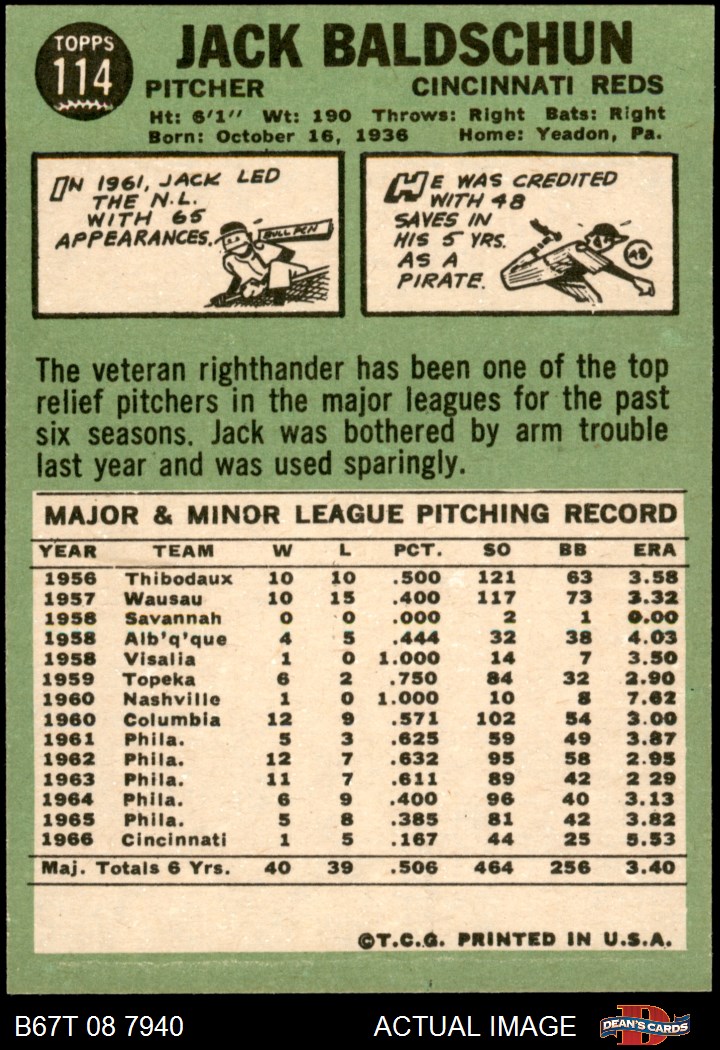 TOPPS
114
JACK BALDSCHUN
PITCHER CINCINNATI REDS
Ht: 6'1" Wt: 190 Throws: Right Bats: Right
Born: October 16, 1936 Home: Yeadon, Pa.
IN 1961, JACK LED
THE N.L.
WITH 65
APPEARANCES.
BULL PEN
HE WAS CREDITED
WITH 48
SAVES IN
HIS 5 YRS.
AS A
PIRATE.
48
The veteran righthander has been one of the top
relief pitchers in the major leagues for the past
six seasons. Jack was bothered by arm trouble
last year and was used sparingly.
MAJOR & MINOR LEAGUE PITCHING RECORD
YEAR TEAM W L PCT. SO BB ERA
1956 Thibodaux 10 10 .500 121 63 3.58
1957 Wausau 10 15 .400 117 73 3.32
1958 Savannah 0 0 .000 2 1 0.00
1958 Alb'q'que 4 5 .444 32 38 4.03
1958 Visalia 1 0 1.000 14 7 3.50
1959 Topeka 6 2 .750 84 32 2.90
1960 Nashville 1 0 1.000 10 8 7.62
1960 Columbia 12 9 .571 102 54 3.00
1961 Phila. 5 3 .625 59 49 3.87
1962 Phila. 12 7 .632 95 58 2.95
1963 Phila. 11 7 .611 89 42 2 29
1964 Phila. 6 9 .400 96 40 3.13
1965 Phila. 5 8 .385 81 42 3.82
1966 Cincinnati 1 5 .167 44 25 5.53
Maj. Totals 6 Yrs. 40 39 .506 464 256 3.40
©T.C.G. PRINTED IN U.S.A.
B67T 08 7940 ACTUAL IMAGE
D
DEAN'S CARDS